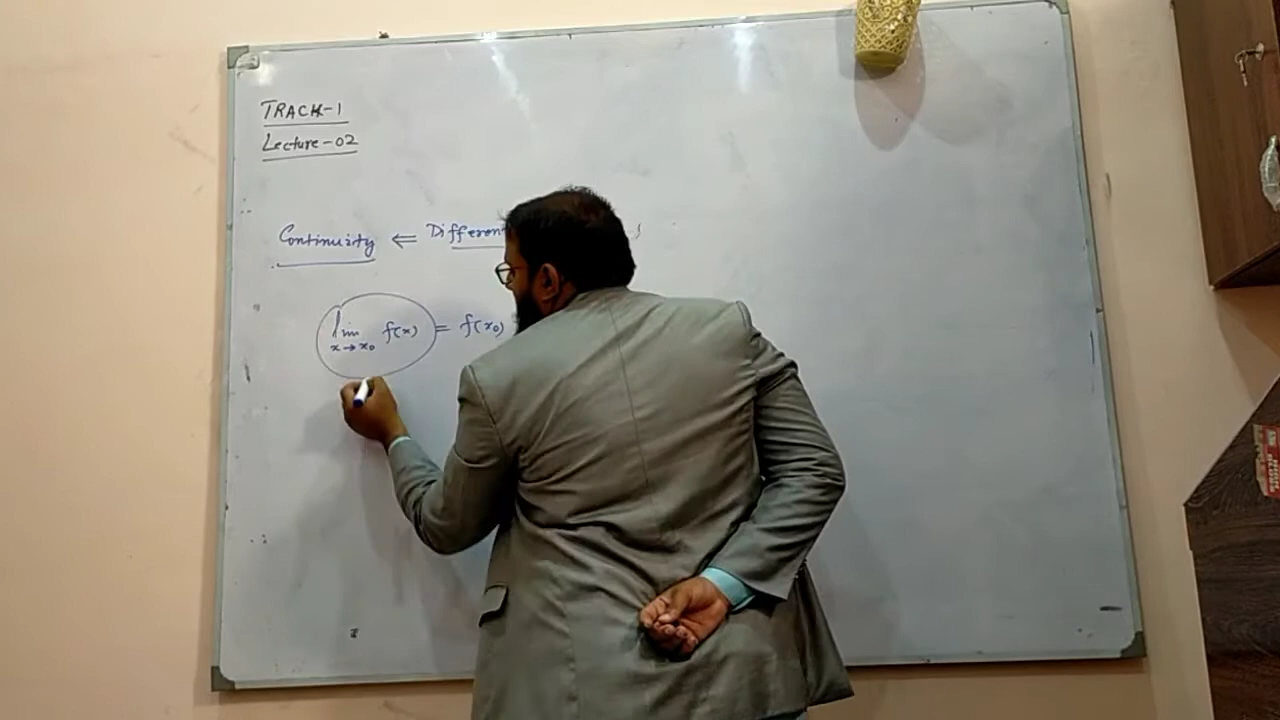 TRACK-1
Lecture-02
Continuity ⇐ Different
lim f(x) = f(x₀)
x→x₀